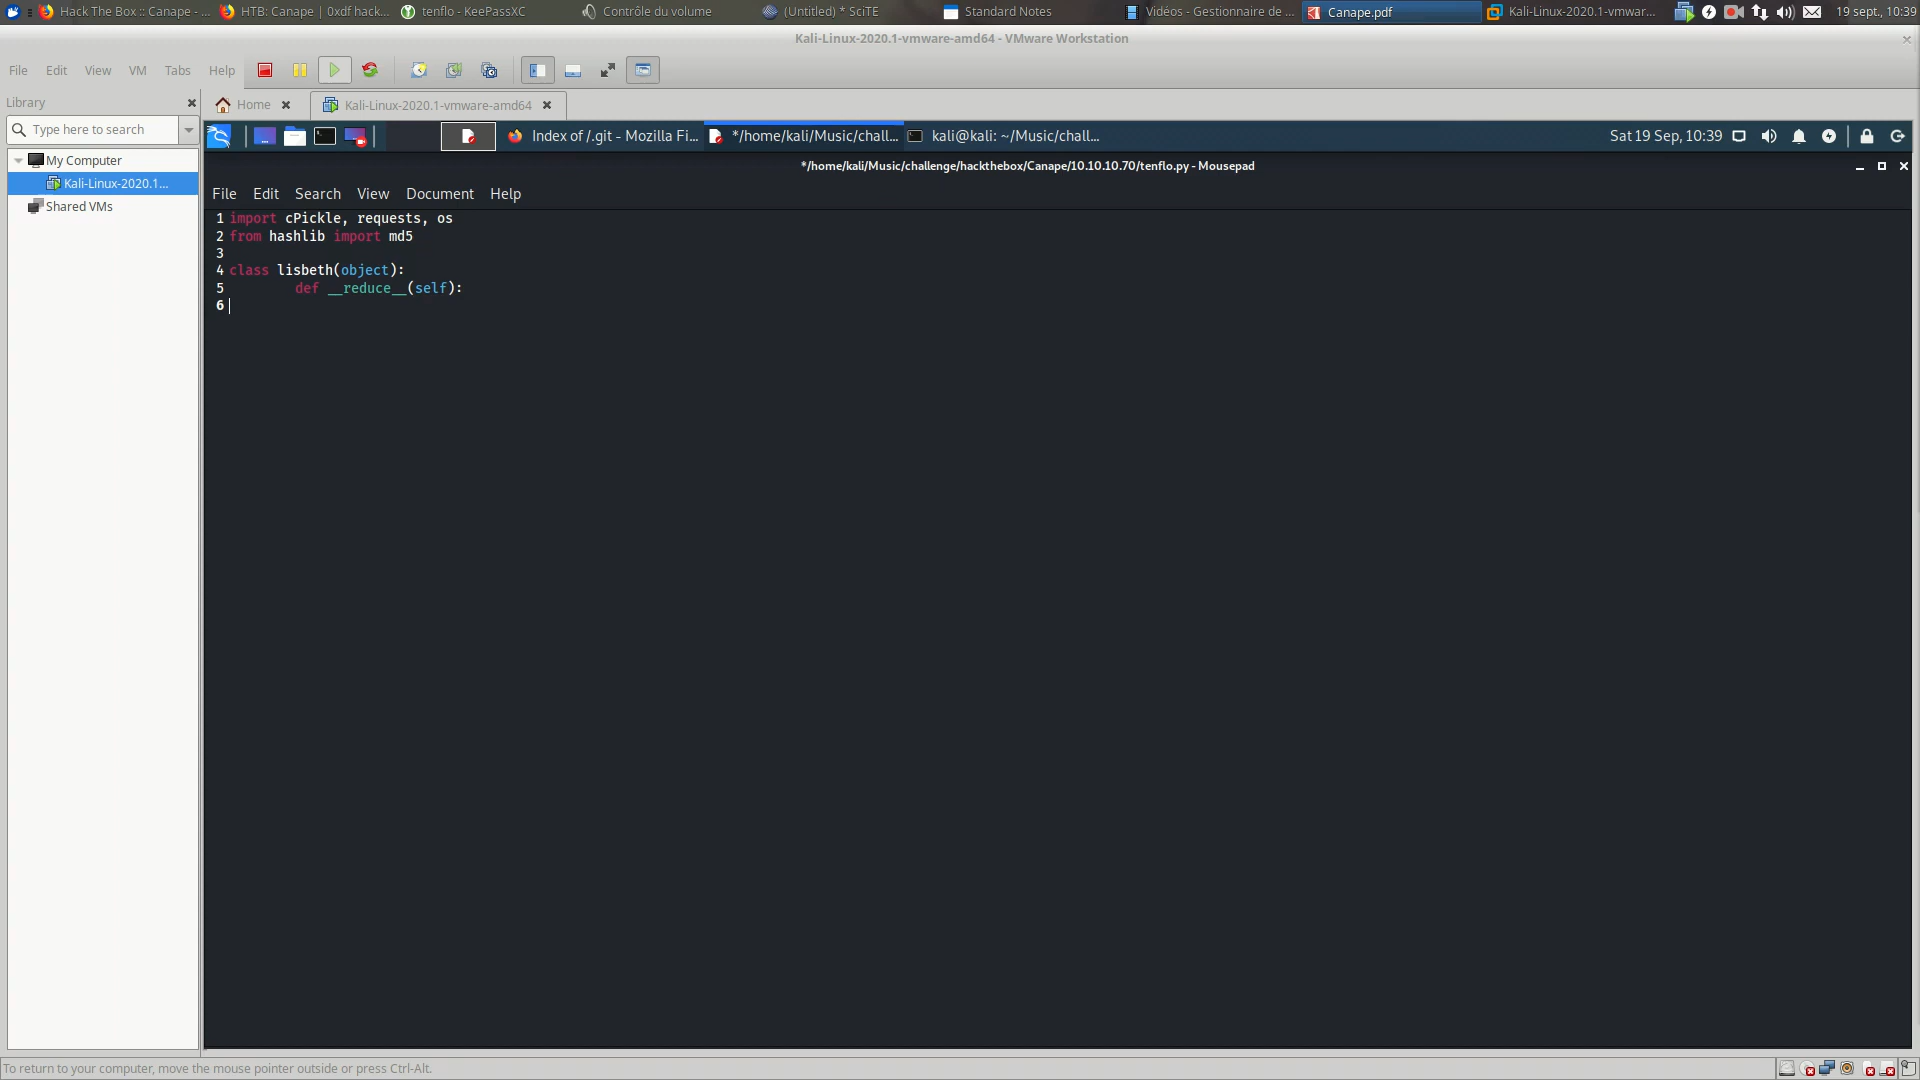 Hack The Box :: Canape - ... HTB: Canape | 0xdf hack... tenflo - KeePassXC Contrôle du volume (Untitled) * SciTE Standard Notes Vidéos - Gestionnaire de ... Canape.pdf Kali-Linux-2020.1-vmwar... 19 sept., 10:39
Kali-Linux-2020.1-vmware-amd64 - VMware Workstation
File Edit View VM Tabs Help
Library
Home Kali-Linux-2020.1-vmware-amd64
Type here to search
Index of /.git - Mozilla Fi... */home/kali/Music/chall... kali@kali: ~/Music/chall... Sat 19 Sep, 10:39
My Computer
Kali-Linux-2020.1...
Shared VMs
*/home/kali/Music/challenge/hackthebox/Canape/10.10.10.70/tenflo.py - Mousepad
File Edit Search View Document Help
1 import cPickle, requests, os
2 from hashlib import md5
3
4 class lisbeth(object):
5 def __reduce__(self):
6
To return to your computer, move the mouse pointer outside or press Ctrl-Alt.